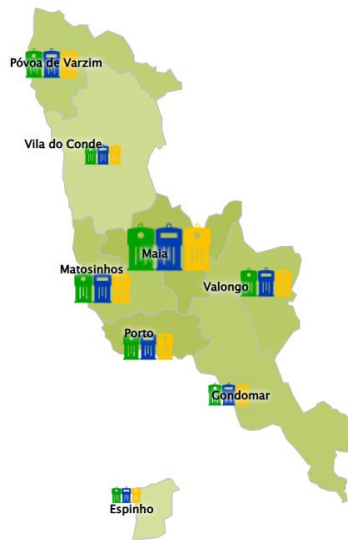 Póvoa de Varzim
Vila do Conde
Maia
Matosinhos
Valongo
Porto
Gondomar
Espinho